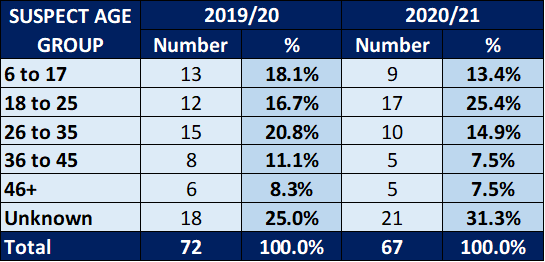 SUSPECT AGE GROUP 2019/20 2020/21
Number % Number %
6 to 17 13 18.1% 9 13.4%
18 to 25 12 16.7% 17 25.4%
26 to 35 15 20.8% 10 14.9%
36 to 45 8 11.1% 5 7.5%
46+ 6 8.3% 5 7.5%
Unknown 18 25.0% 21 31.3%
Total 72 100.0% 67 100.0%